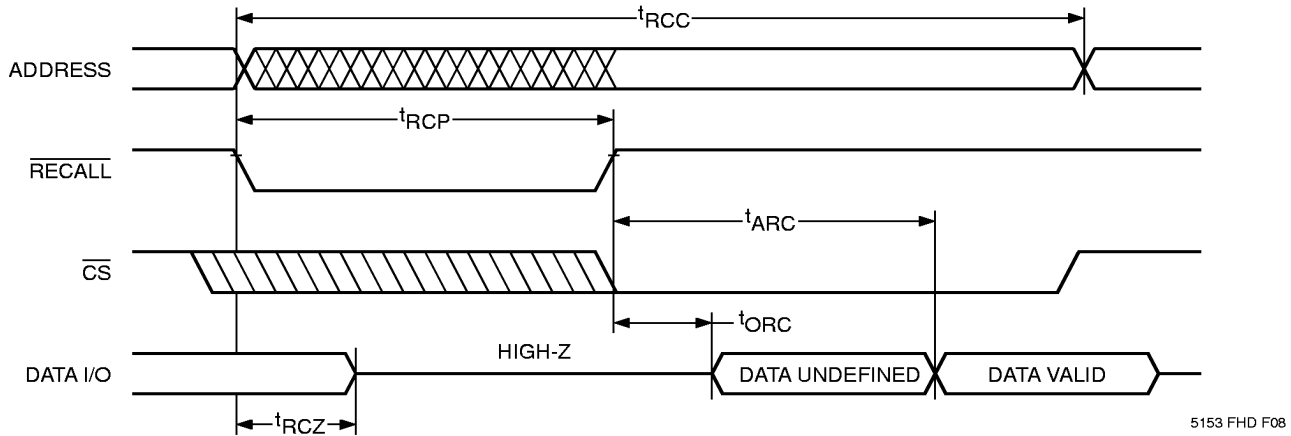 tRCC
ADDRESS
tRCP
RECALL
tARC
CS
tORC
HIGH-Z
DATA I/O
DATA UNDEFINED
DATA VALID
tRCZ
5153 FHD F08